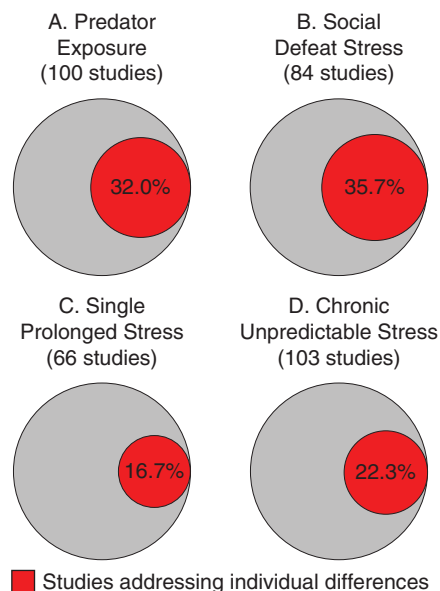 A. Predator
Exposure
(100 studies)
32.0%
B. Social
Defeat Stress
(84 studies)
35.7%
C. Single
Prolonged Stress
(66 studies)
16.7%
D. Chronic
Unpredictable Stress
(103 studies)
22.3%
Studies addressing individual differences